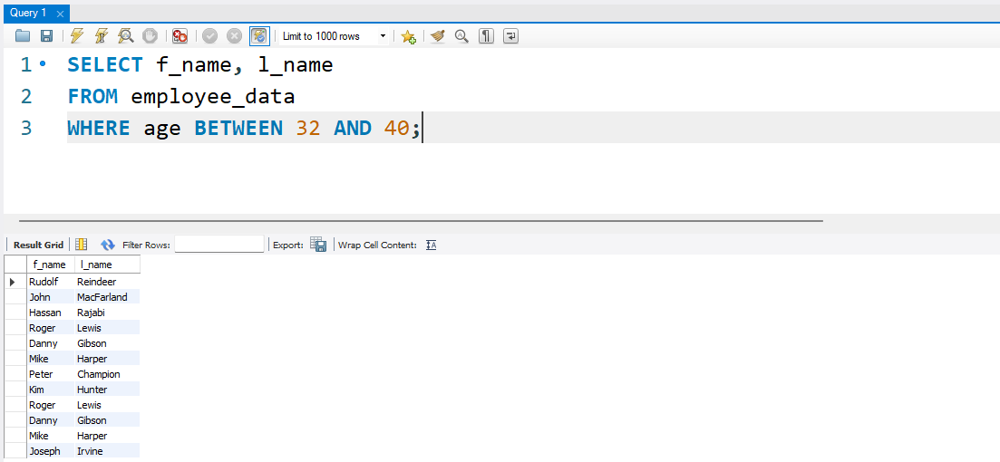 Query 1
Limit to 1000 rows
1 SELECT f_name, l_name
2 FROM employee_data
3 WHERE age BETWEEN 32 AND 40;
Result Grid Filter Rows: Export: Wrap Cell Content:
f_name l_name
Rudolf Reindeer
John MacFarland
Hassan Rajabi
Roger Lewis
Danny Gibson
Mike Harper
Peter Champion
Kim Hunter
Roger Lewis
Danny Gibson
Mike Harper
Joseph Irvine